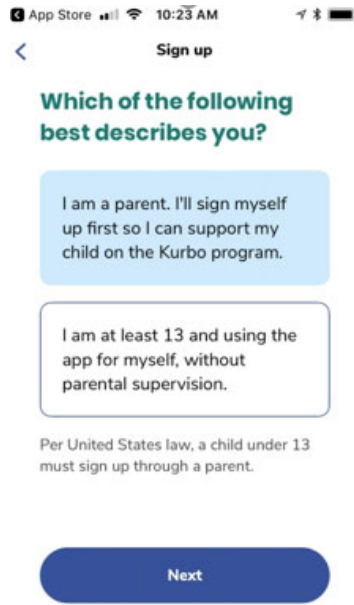 App Store 10:23 AM
Sign up
Which of the following
best describes you?
I am a parent. I'll sign myself
up first so I can support my
child on the Kurbo program.
I am at least 13 and using the
app for myself, without
parental supervision.
Per United States law, a child under 13
must sign up through a parent.
Next